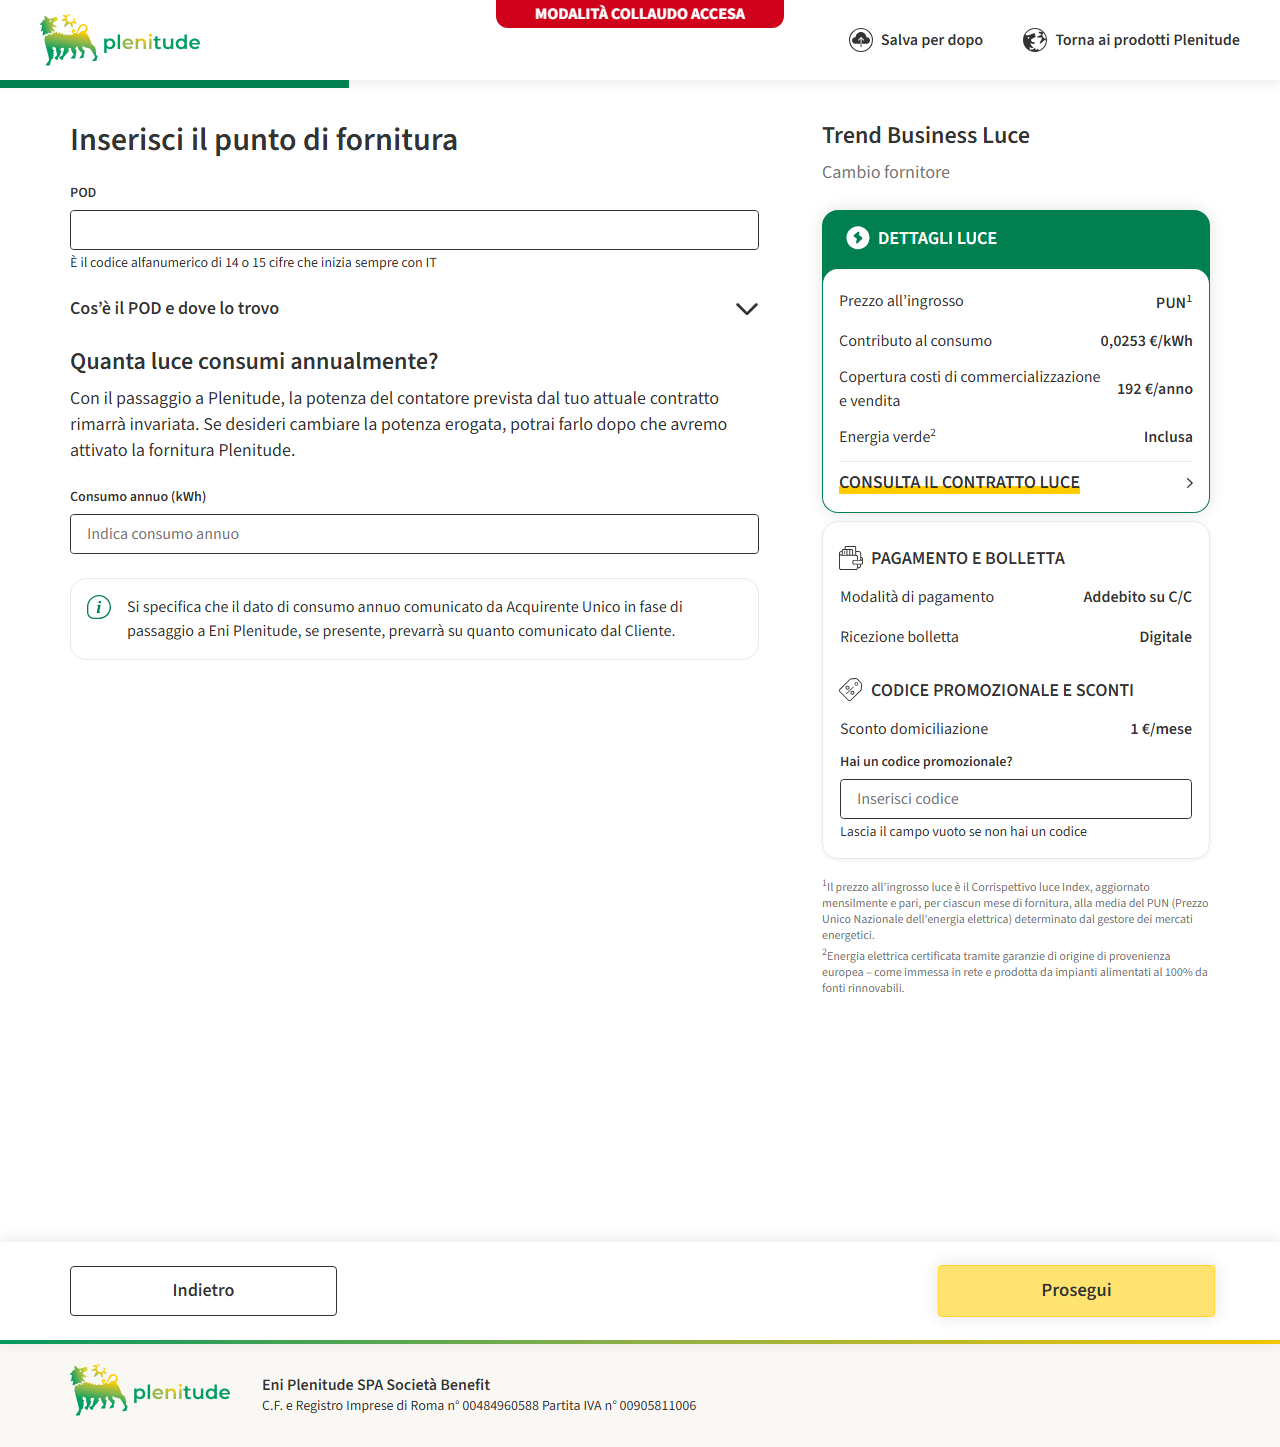 MODALITÀ COLLAUDO ACCESA
plenitude
Salva per dopo
Torna ai prodotti Plenitude
Inserisci il punto di fornitura
POD
È il codice alfanumerico di 14 o 15 cifre che inizia sempre con IT
Cos’è il POD e dove lo trovo
Quanta luce consumi annualmente?
Con il passaggio a Plenitude, la potenza del contatore prevista dal tuo attuale contratto
rimarrà invariata. Se desideri cambiare la potenza erogata, potrai farlo dopo che avremo
attivato la fornitura Plenitude.
Consumo annuo (kWh)
Indica consumo annuo
i
Si specifica che il dato di consumo annuo comunicato da Acquirente Unico in fase di
passaggio a Eni Plenitude, se presente, prevarrà su quanto comunicato dal Cliente.
Trend Business Luce
Cambio fornitore
DETTAGLI LUCE
Prezzo all’ingrosso PUN¹
Contributo al consumo 0,0253 €/kWh
Copertura costi di commercializzazione
e vendita 192 €/anno
Energia verde² Inclusa
CONSULTA IL CONTRATTO LUCE
PAGAMENTO E BOLLETTA
Modalità di pagamento Addebito su C/C
Ricezione bolletta Digitale
CODICE PROMOZIONALE E SCONTI
Sconto domiciliazione 1 €/mese
Hai un codice promozionale?
Inserisci codice
Lascia il campo vuoto se non hai un codice
¹Il prezzo all’ingrosso luce è il Corrispettivo luce Index, aggiornato
mensilmente e pari, per ciascun mese di fornitura, alla media del PUN (Prezzo
Unico Nazionale dell'energia elettrica) determinato dal gestore dei mercati
energetici.
²Energia elettrica certificata tramite garanzie di origine di provenienza
europea – come immessa in rete e prodotta da impianti alimentati al 100% da
fonti rinnovabili.
Indietro
Prosegui
plenitude
Eni Plenitude SPA Società Benefit
C.F. e Registro Imprese di Roma n° 00484960588 Partita IVA n° 00905811006